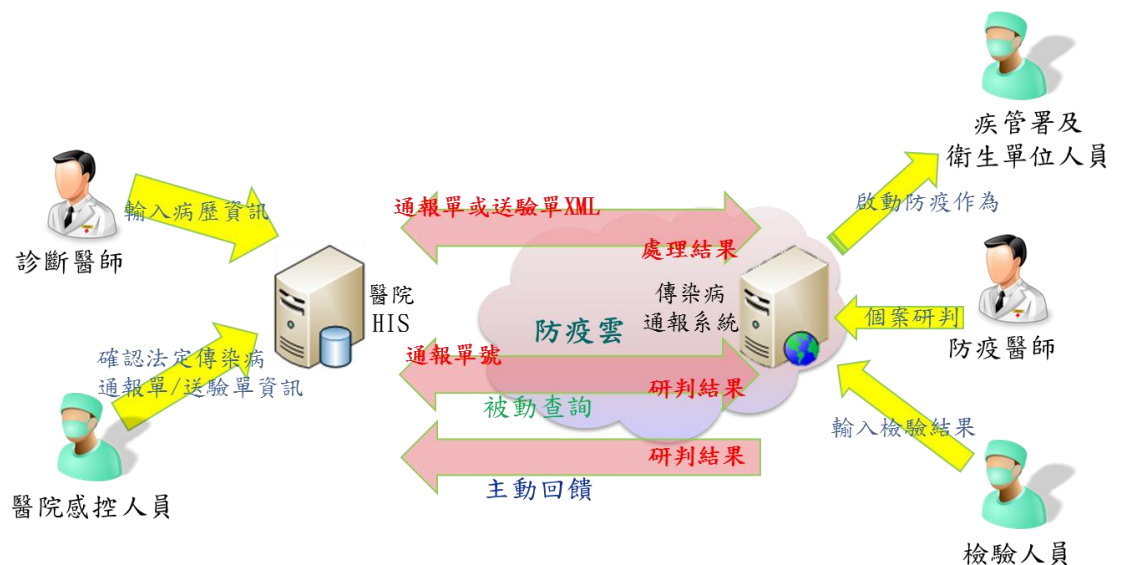 疾管署及
衛生單位人員
輸入病歷資訊
通報單或送驗單XML
啟動防疫作為
診斷醫師
處理結果
醫院
HIS
傳染病
通報系統
防疫雲
個案研判
防疫醫師
確認法定傳染病
通報單/送驗單資訊
通報單號
研判結果
被動查詢
輸入檢驗結果
研判結果
主動回饋
醫院感控人員
檢驗人員